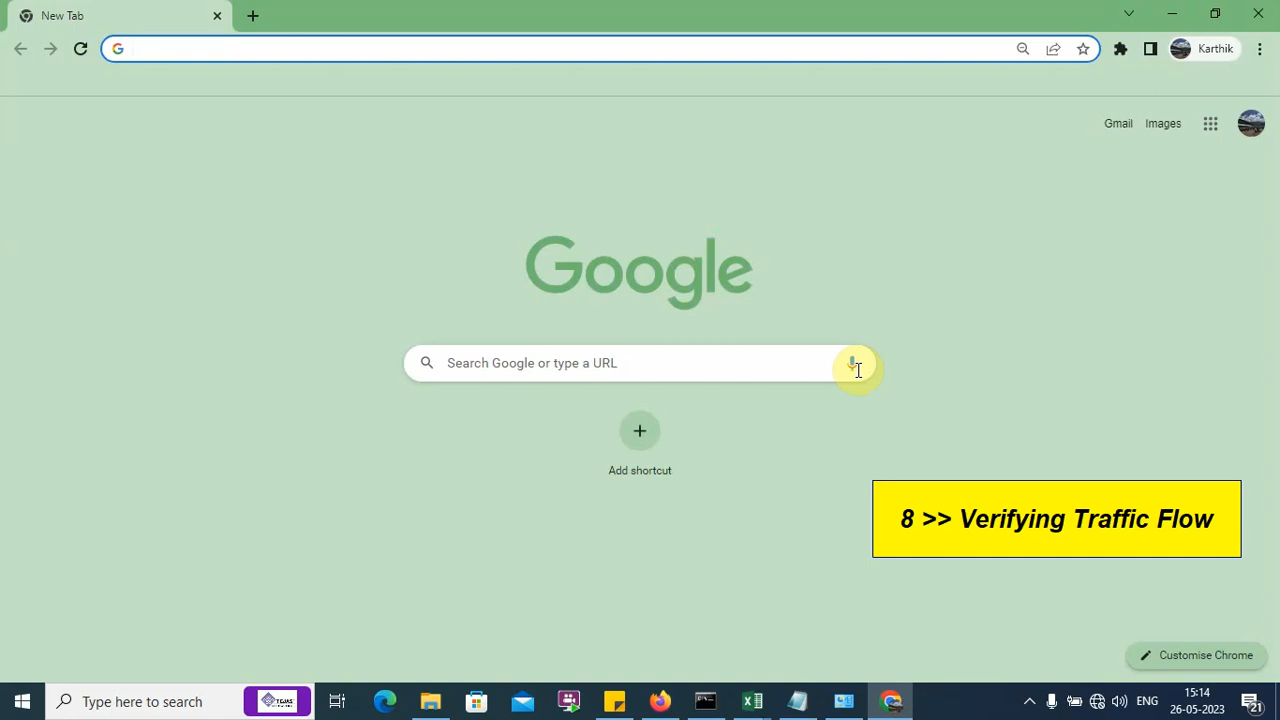 New Tab
Karthik
Gmail Images
Google
Search Google or type a URL
Add shortcut
8 >> Verifying Traffic Flow
Customise Chrome
Type here to search
ENG
15:14
26-05-2023
21